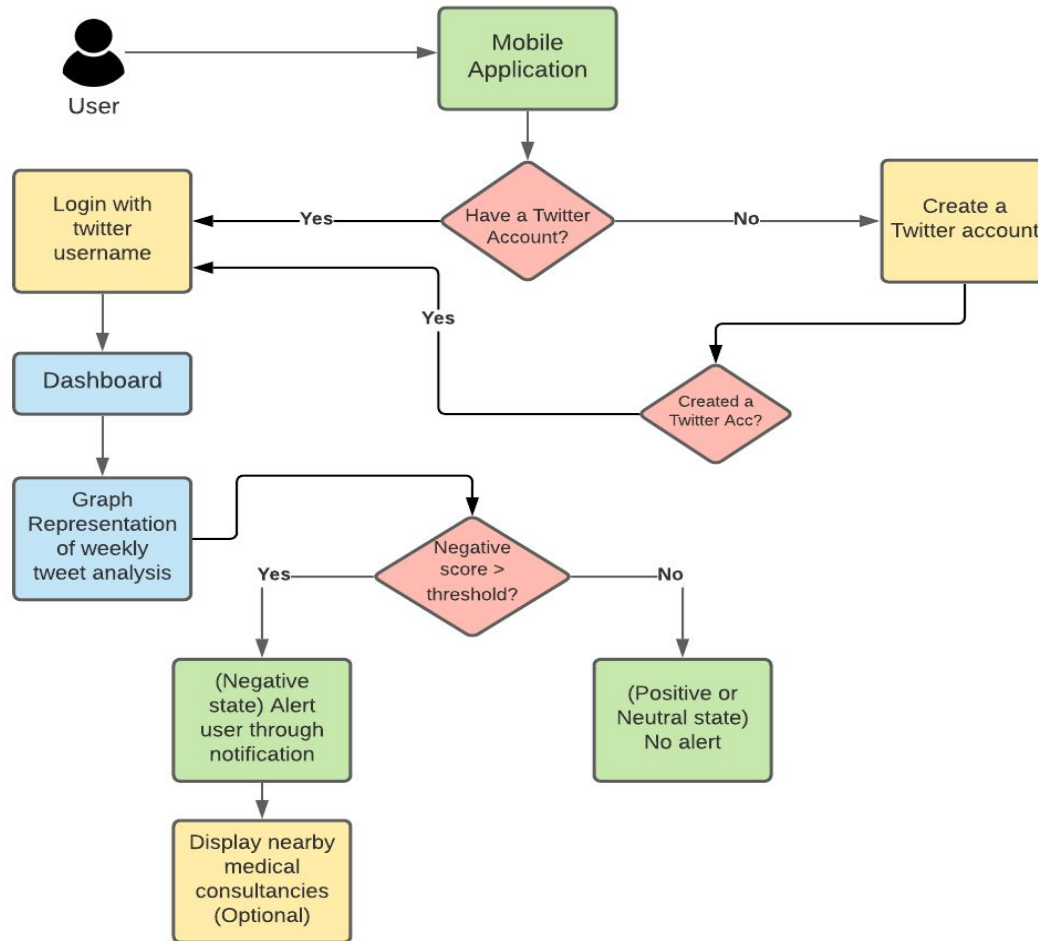 Mobile
Application
User
Login with
twitter
username
Yes
Have a Twitter
Account?
No
Create a
Twitter account
Yes
Dashboard
Created a
Twitter Acc?
Graph
Representation
of weekly
tweet analysis
Negative
score >
threshold?
Yes
No
(Negative
state) Alert
user through
notification
(Positive or
Neutral state)
No alert
Display nearby
medical
consultancies
(Optional)